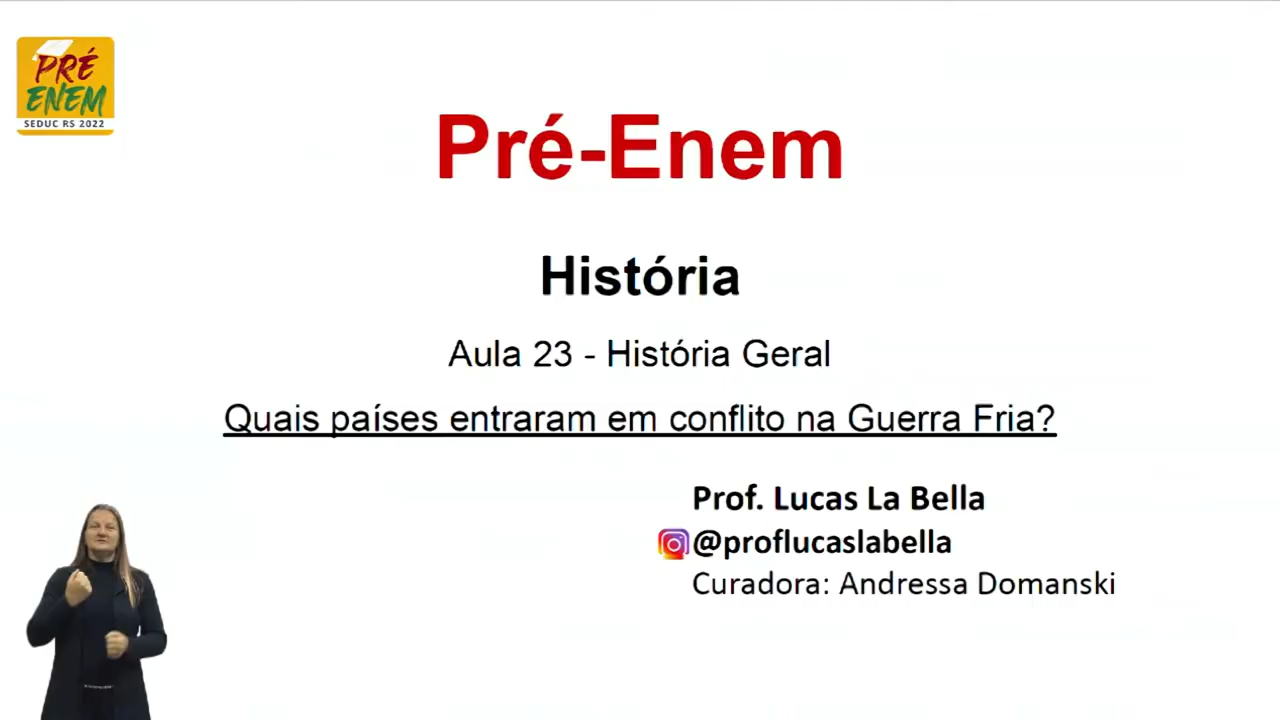 PRÉ
ENEM
SEDUC RS 2022
Pré-Enem
História
Aula 23 - História Geral
Quais países entraram em conflito na Guerra Fria?
Prof. Lucas La Bella
@proflucaslabella
Curadora: Andressa Domanski